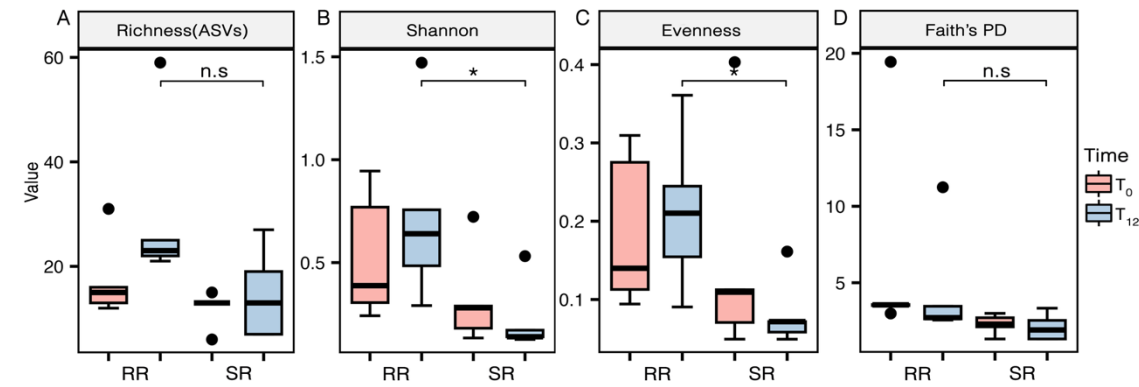 A Richness(ASVs) B Shannon C Evenness D Faith's PD
Value
60
40
20
n.s
1.5
1.0
0.5
*
0.4
0.3
0.2
0.1
*
20
15
10
5
n.s
Time
T0
T12
RR SR RR SR RR SR RR SR